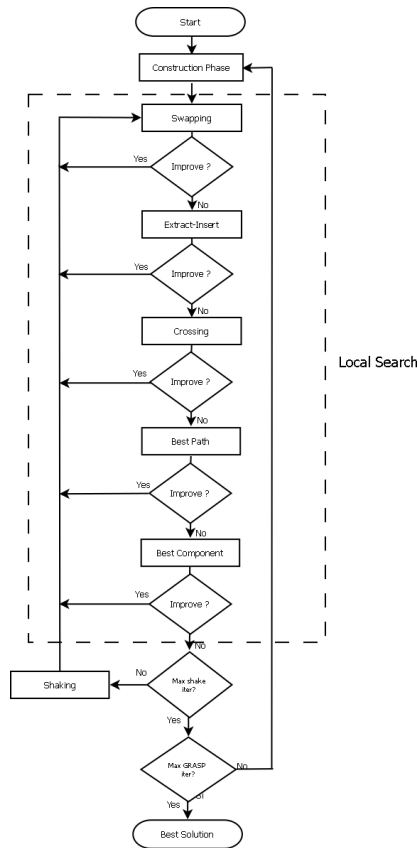 Start
Construction Phase
Swapping
Yes
Improve ?
No
Extract-Insert
Yes
Improve ?
No
Crossing
Local Search
Yes
Improve ?
No
Best Path
Yes
Improve ?
No
Best Component
Yes
Improve ?
No
No
Max shake
iter?
Shaking
Yes
Max GRASP
iter?
No
Yes
Best Solution